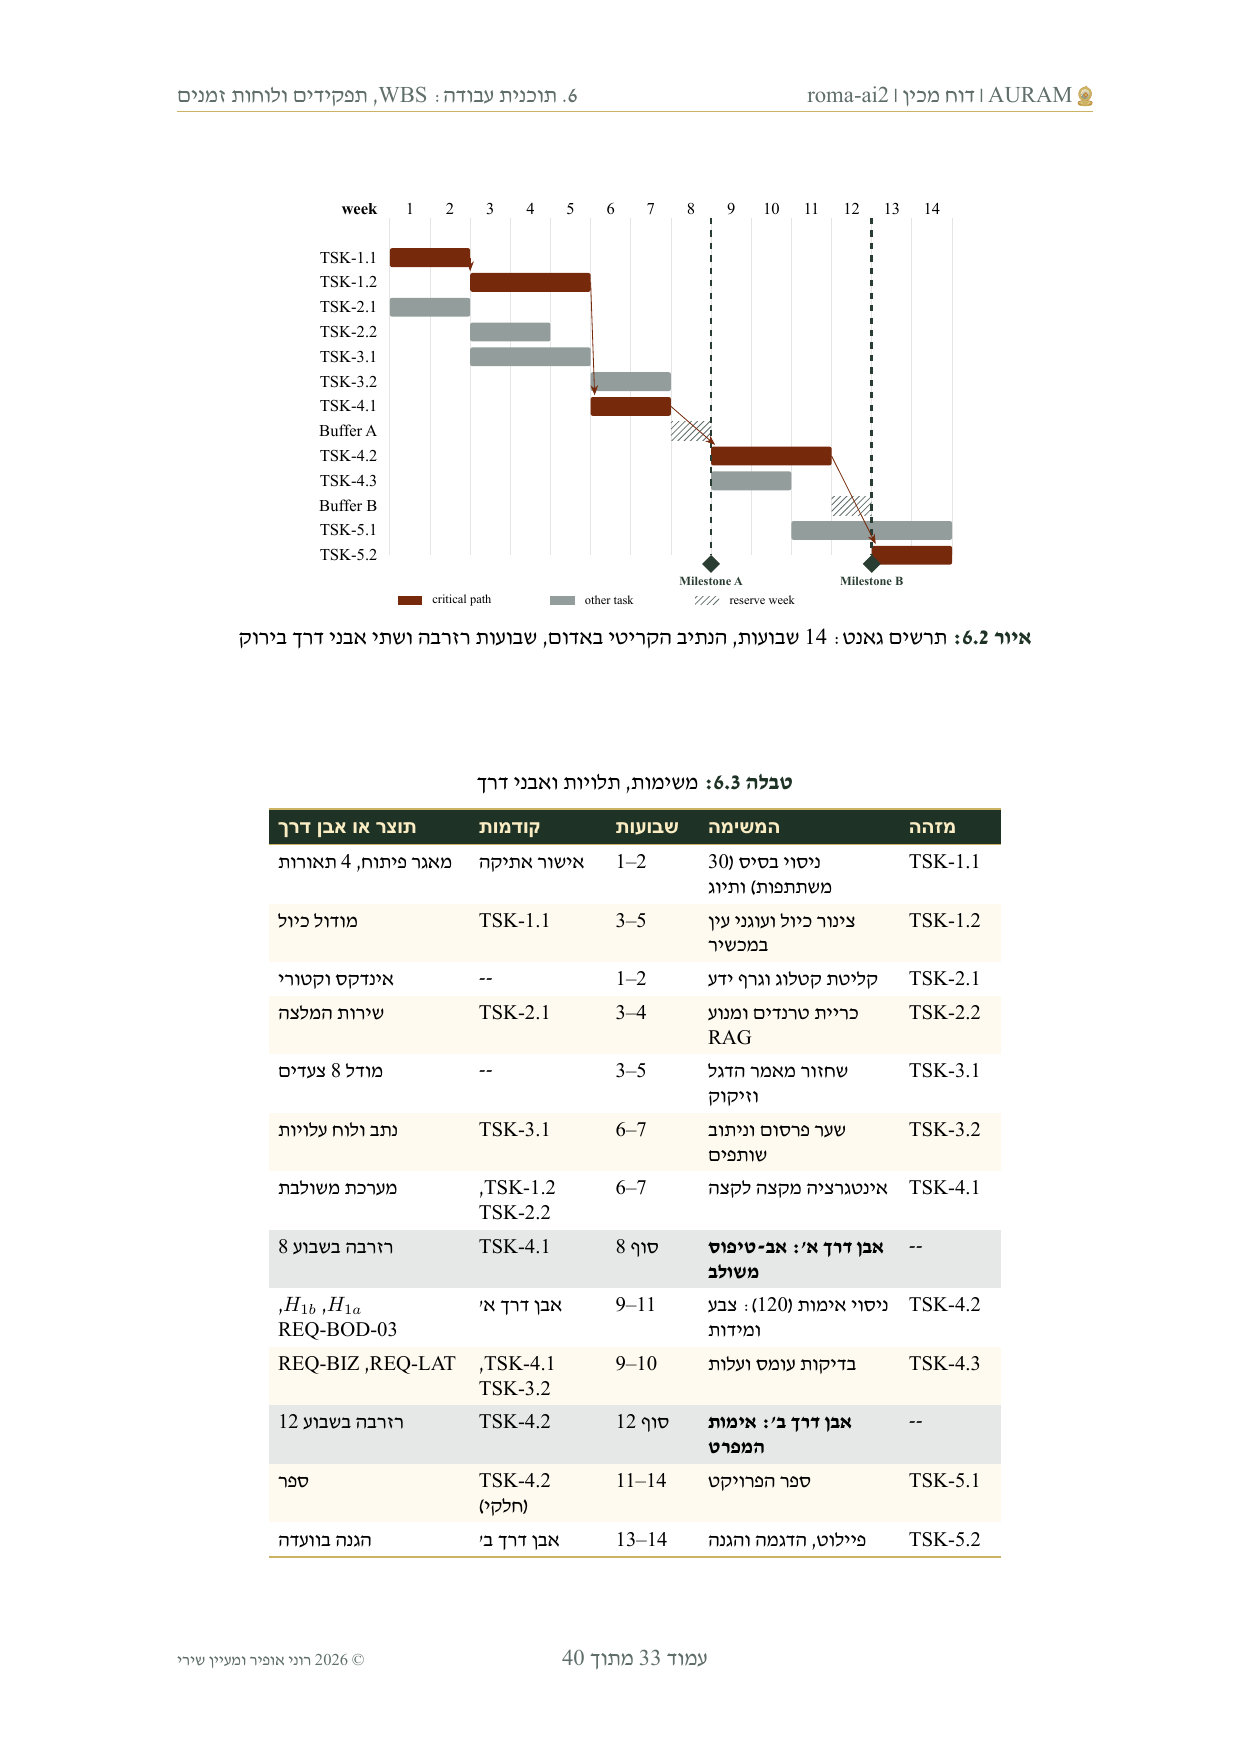 AURAM | דוח מכין | roma-ai2
6. תוכנית עבודה: WBS, תפקידים ולוחות זמנים
week 1 2 3 4 5 6 7 8 9 10 11 12 13 14
TSK-1.1
TSK-1.2
TSK-2.1
TSK-2.2
TSK-3.1
TSK-3.2
TSK-4.1
Buffer A
TSK-4.2
TSK-4.3
Buffer B
TSK-5.1
TSK-5.2
Milestone A Milestone B
critical path other task reserve week
איור 6.2: תרשים גאנט: 14 שבועות, הנתיב הקריטי באדום, שבועות רזרבה ושתי אבני דרך בירוק
טבלה 6.3: משימות, תלויות ואבני דרך
מזהה המשימה שבועות קודמות תוצר או אבן דרך
TSK-1.1 ניסוי בסיס (30 1–2 אישור אתיקה מאגר פיתוח, 4 תאורות
משתתפות) ותיוג
TSK-1.2 צינור כיול ועוגני עין 3–5 TSK-1.1 מודול כיול
במכשיר
TSK-2.1 קליטת קטלוג וגרף ידע 1–2 -- אינדקס וקטורי
TSK-2.2 כריית טרנדים ומנוע 3–4 TSK-2.1 שירות המלצה
RAG
TSK-3.1 שחזור מאמר הדגל 3–5 -- מודל 8 צעדים
וזיקוק
TSK-3.2 שער פרסום וניתוב 6–7 TSK-3.1 נתב ולוח עלויות
שותפים
TSK-4.1 אינטגרציה מקצה לקצה 6–7 TSK-1.2, מערכת משולבת
TSK-2.2
-- אבן דרך א׳: אב-טיפוס סוף 8 TSK-4.1 רזרבה בשבוע 8
משולב
TSK-4.2 ניסוי אימות (120): צבע 9–11 אבן דרך א׳ H1a, H1b,
ומידות REQ-BOD-03
TSK-4.3 בדיקות עומס ועלות 9–10 TSK-4.1, REQ-LAT, REQ-BIZ
TSK-3.2
-- אבן דרך ב׳: אימות סוף 12 TSK-4.2 רזרבה בשבוע 12
המפרט
TSK-5.1 ספר הפרויקט 11–14 TSK-4.2 ספר
(חלקי)
TSK-5.2 פיילוט, הדגמה והגנה 13–14 אבן דרך ב׳ הגנה בוועדה
עמוד 33 מתוך 40
© 2026 רוני אופיר ומעיין שירי